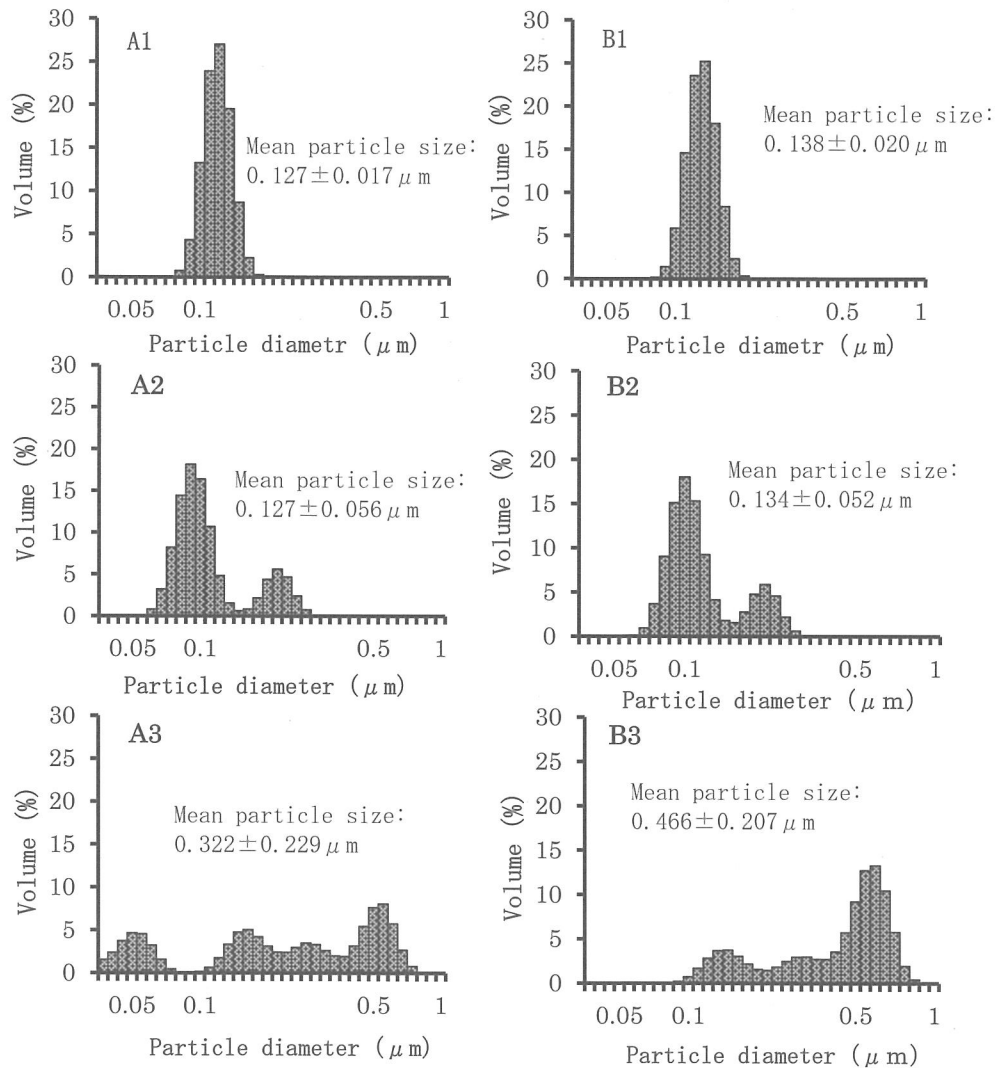 A1
30
25
20
15
10
5
0
Volume (%)
Mean particle size:
0.127±0.017μm
0.05 0.1 0.5 1
Particle diametr (μm)
B1
30
25
20
15
10
5
0
Volume (%)
Mean particle size:
0.138±0.020μm
0.05 0.1 0.5 1
Particle diametr (μm)
A2
30
25
20
15
10
5
0
Volume (%)
Mean particle size:
0.127±0.056μm
0.05 0.1 0.5 1
Particle diameter (μm)
B2
30
25
20
15
10
5
0
Volume (%)
Mean particle size:
0.134±0.052μm
0.05 0.1 0.5 1
Particle diameter (μm)
A3
30
25
20
15
10
5
0
Volume (%)
Mean particle size:
0.322±0.229μm
0.05 0.1 0.5 1
Particle diameter (μm)
B3
30
25
20
15
10
5
0
Volume (%)
Mean particle size:
0.466±0.207μm
0.05 0.1 0.5 1
Particle diameter (μm)